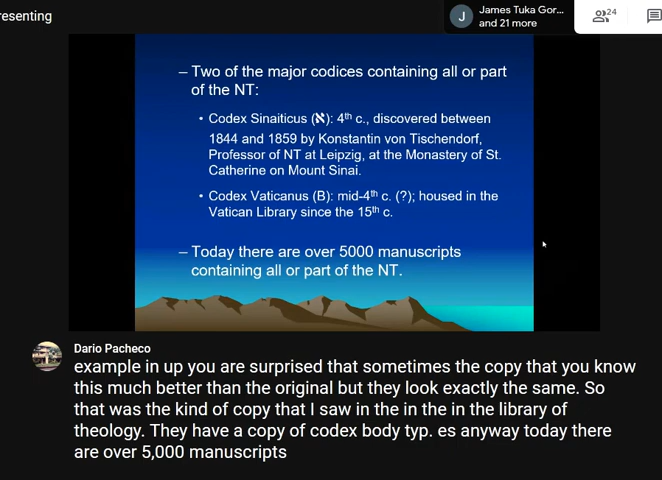 resenting
J
James Tuka Gor...
and 21 more
24
– Two of the major codices containing all or part
of the NT:
• Codex Sinaiticus (ℵ): 4th c., discovered between
1844 and 1859 by Konstantin von Tischendorf,
Professor of NT at Leipzig, at the Monastery of St.
Catherine on Mount Sinai.
• Codex Vaticanus (B): mid-4th c. (?); housed in the
Vatican Library since the 15th c.
– Today there are over 5000 manuscripts
containing all or part of the NT.
Dario Pacheco
example in up you are surprised that sometimes the copy that you know
this much better than the original but they look exactly the same. So
that was the kind of copy that I saw in the in the in the library of
theology. They have a copy of codex body typ. es anyway today there
are over 5,000 manuscripts